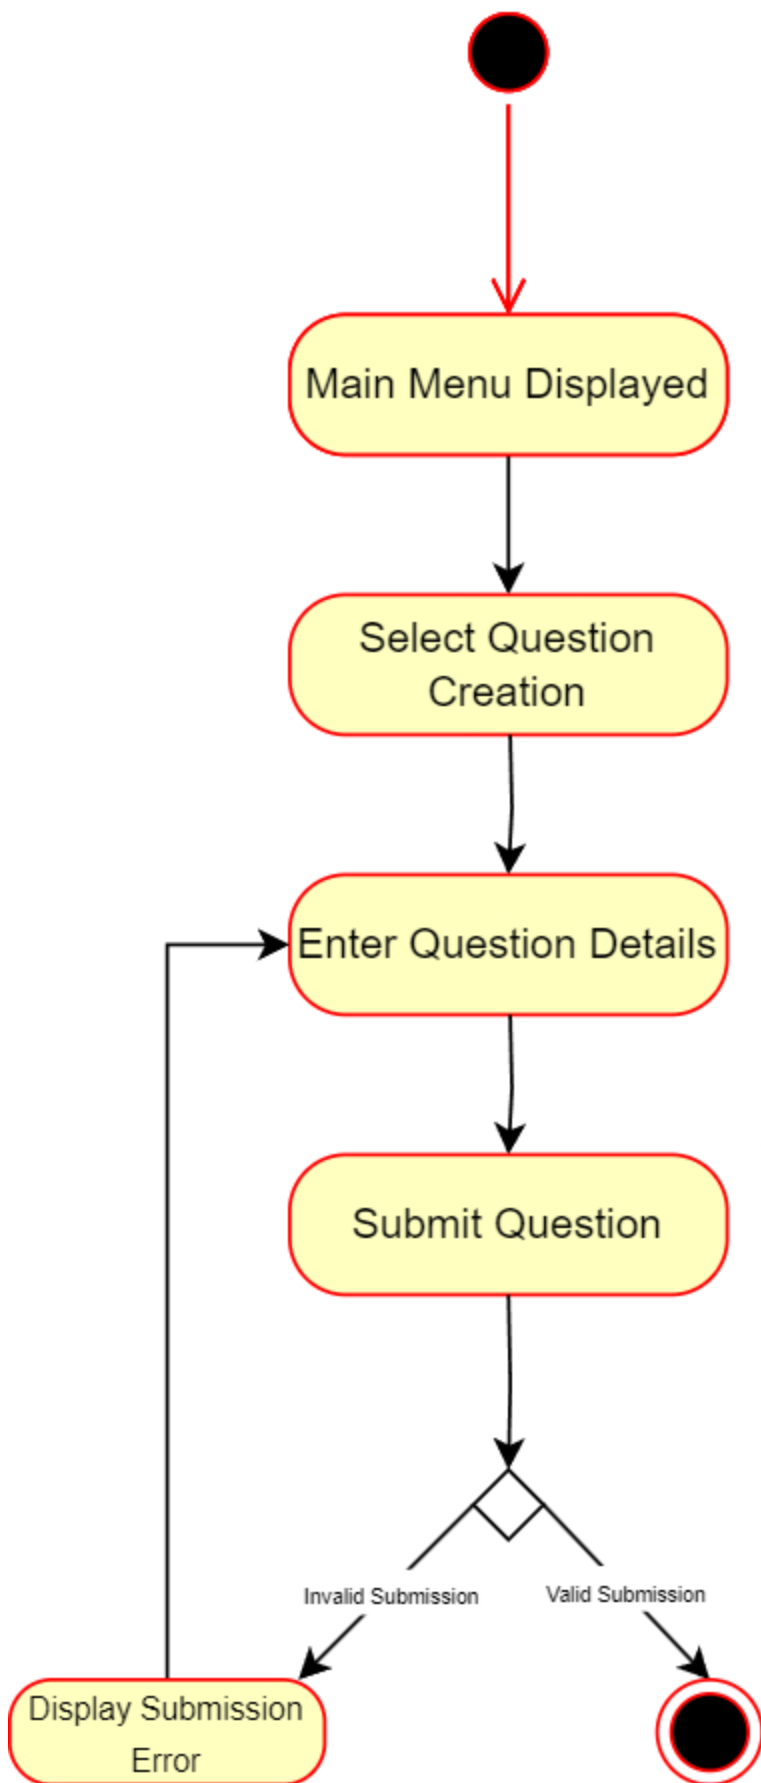 Main Menu Displayed
Select Question
Creation
Enter Question Details
Submit Question
Invalid Submission
Valid Submission
Display Submission
Error